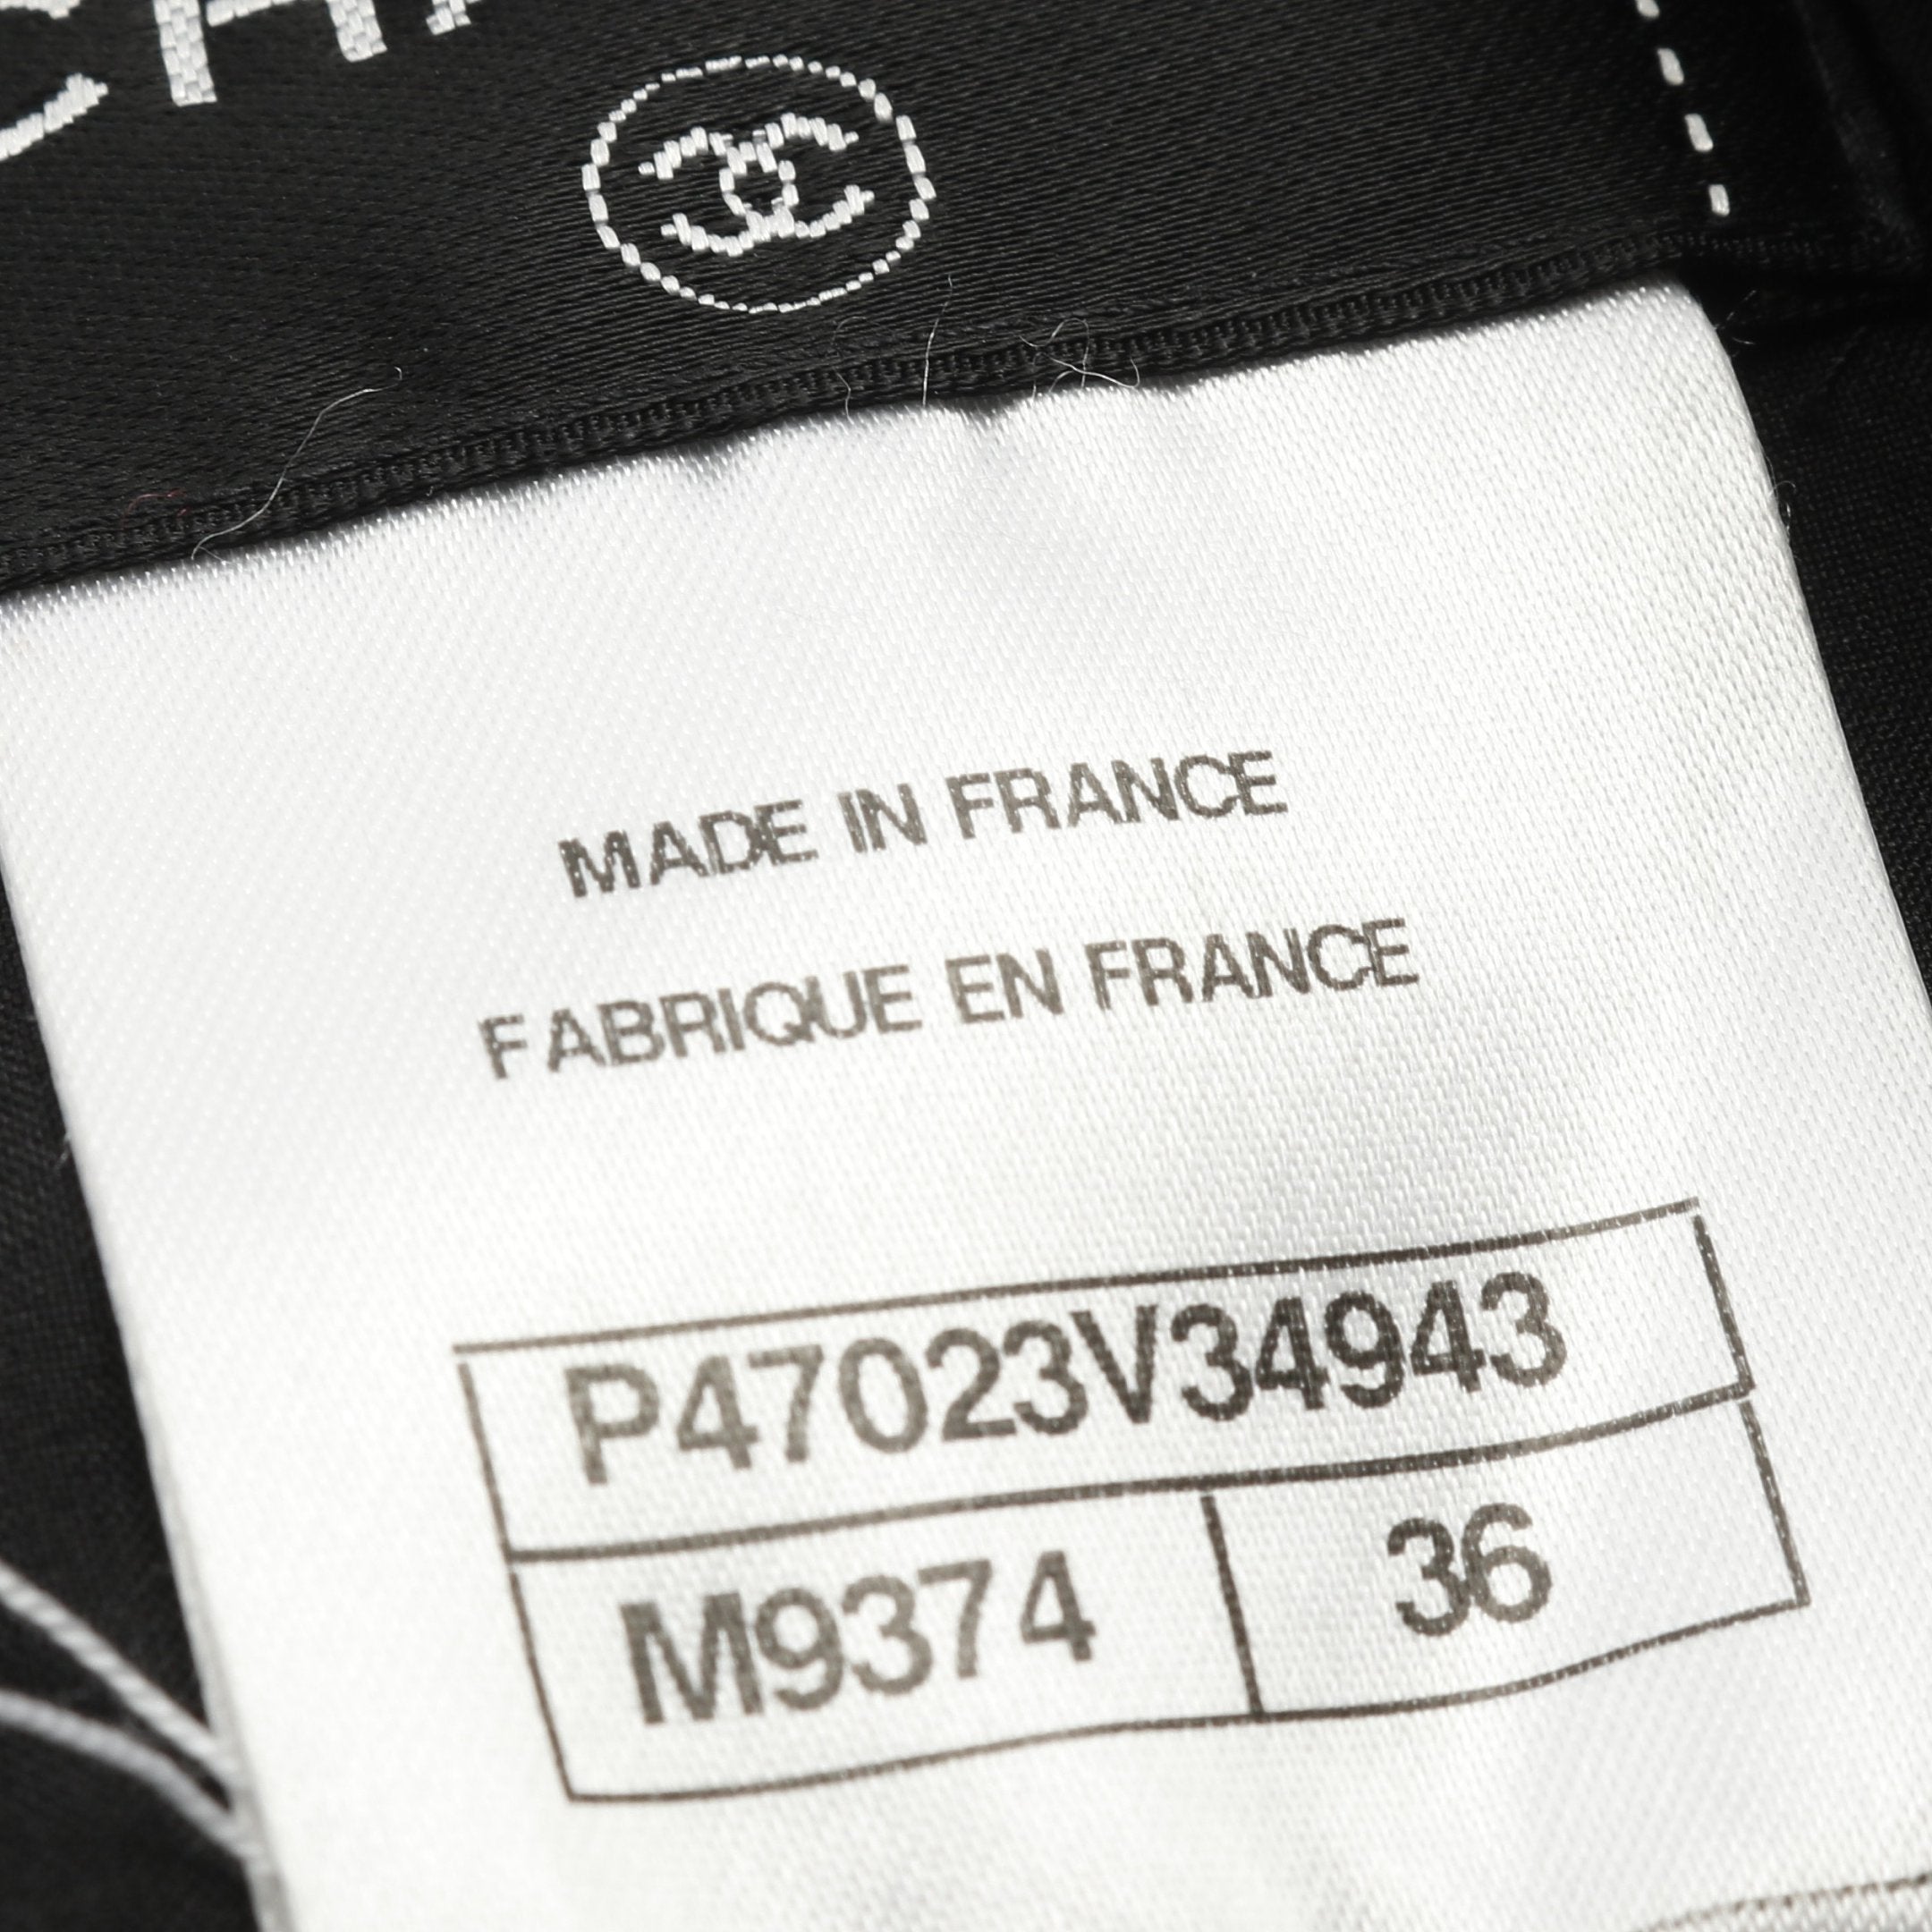 MADE IN FRANCE
FABRIQUE EN FRANCE
P47023V34943
M9374 36